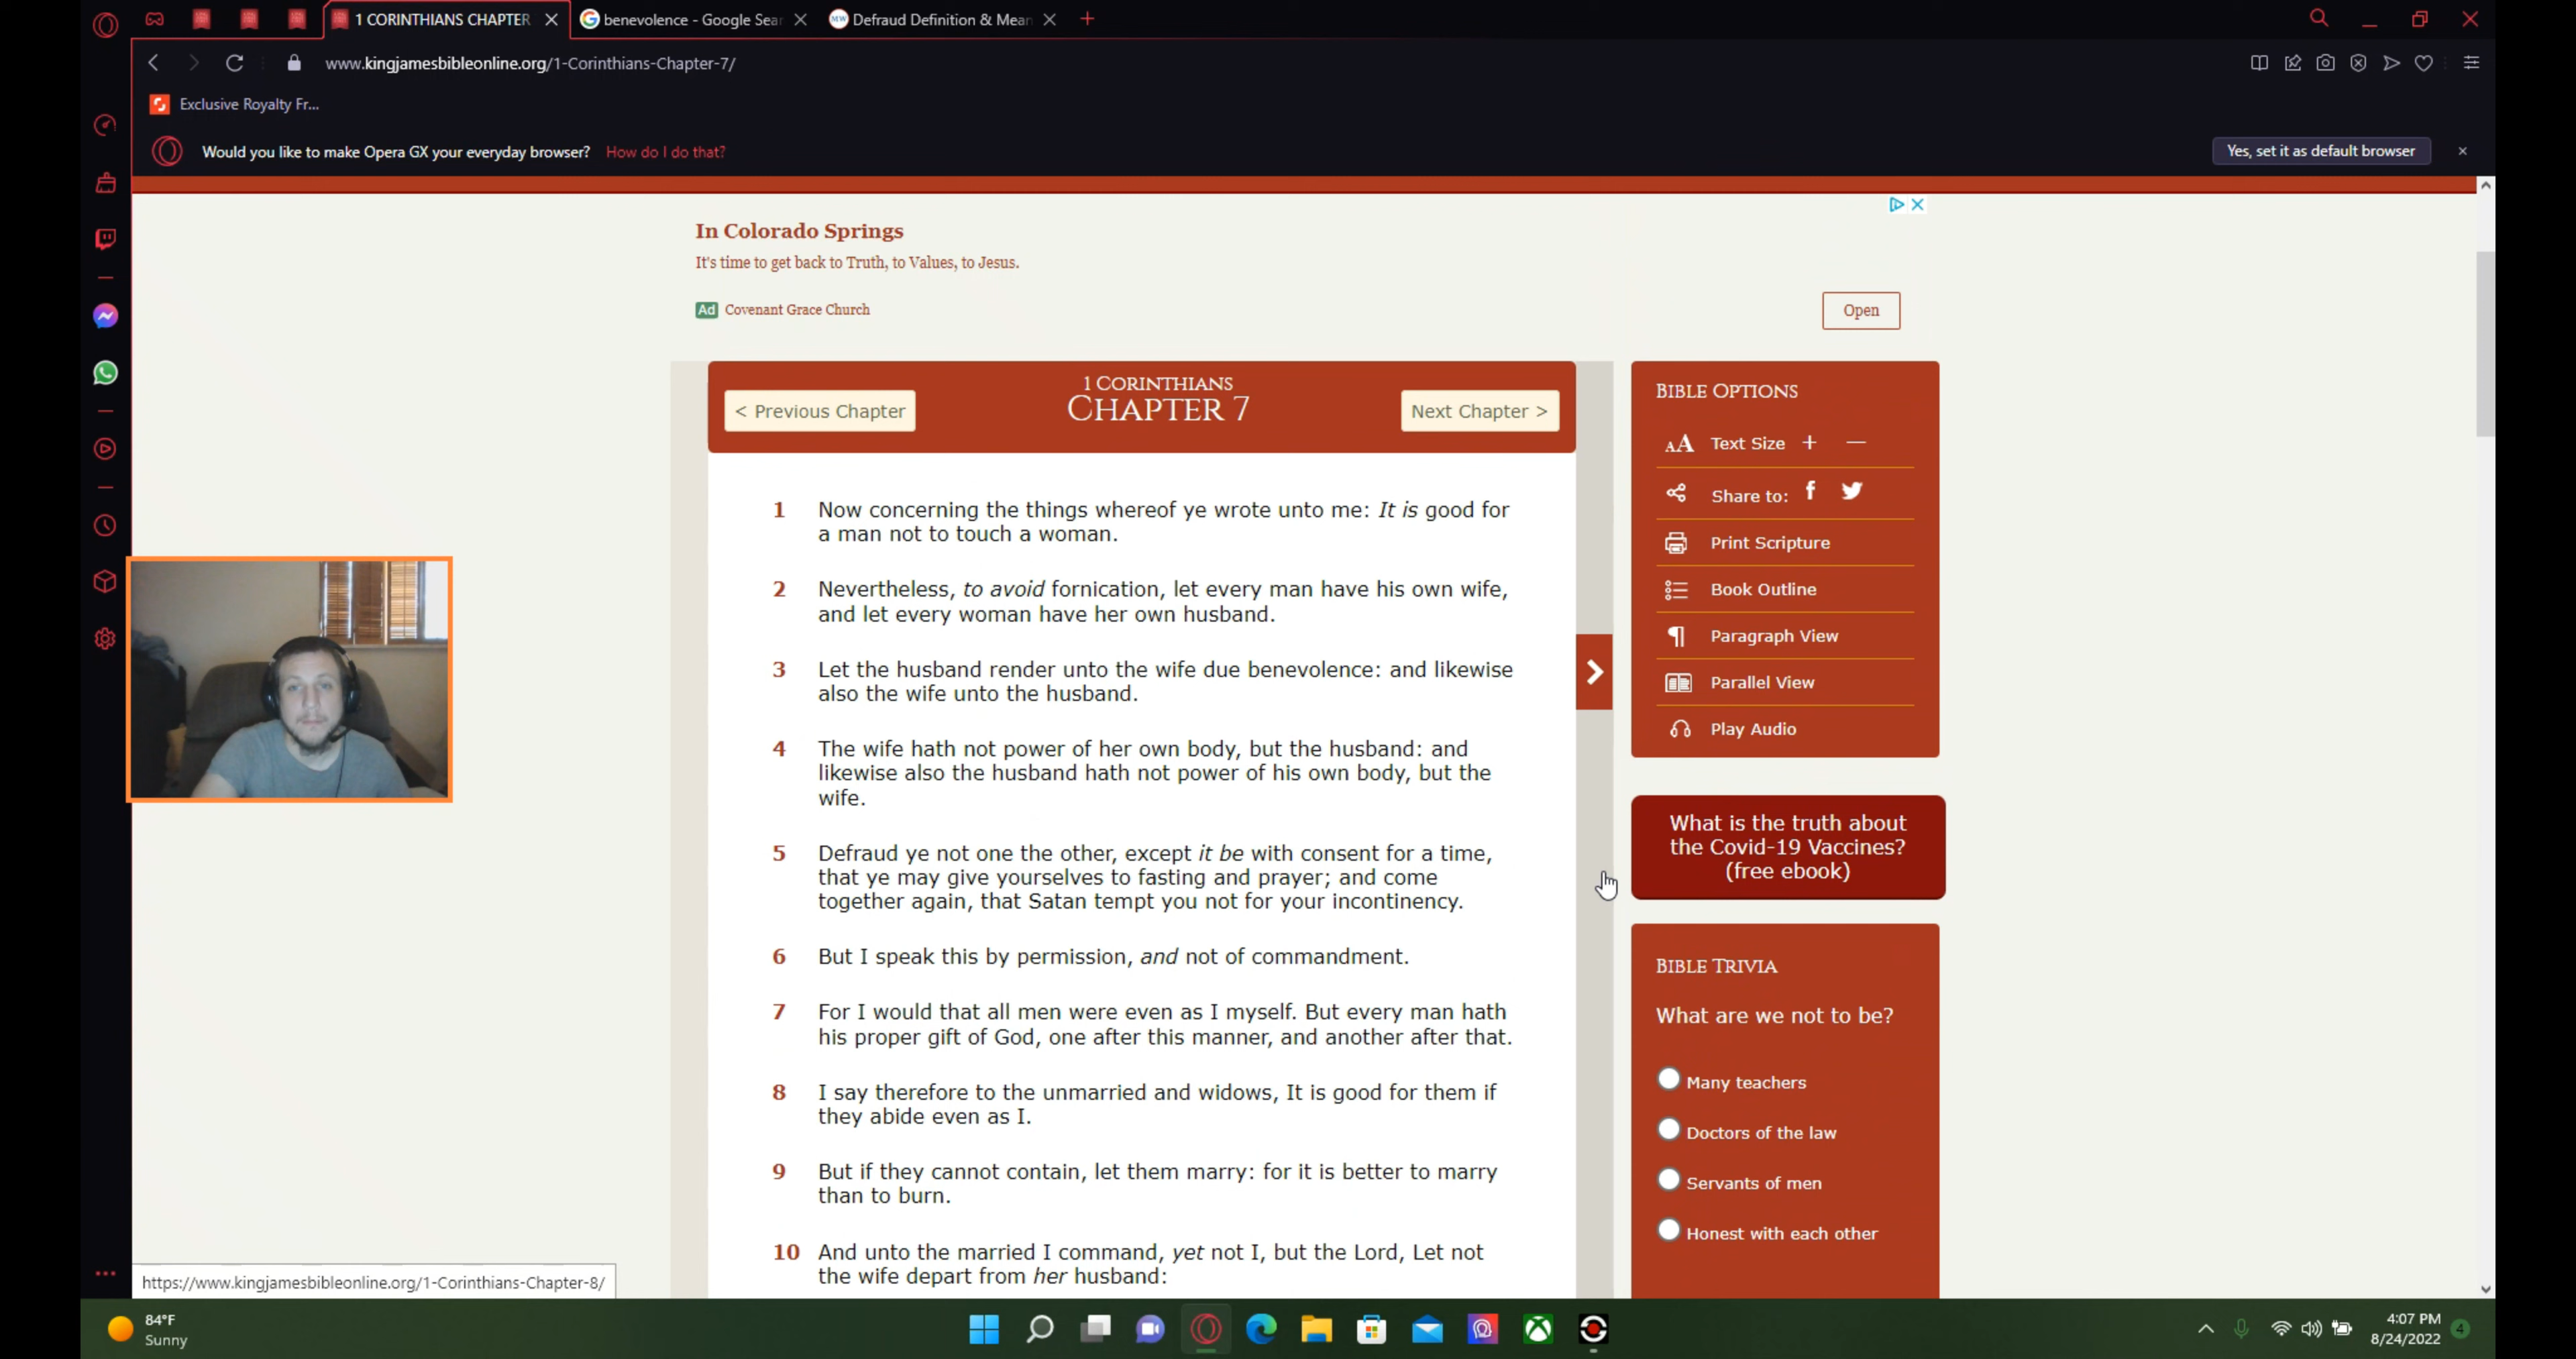 1 CORINTHIANS CHAPTER
benevolence - Google Sear
Defraud Definition & Mean
www.kingjamesbibleonline.org/1-Corinthians-Chapter-7/
Exclusive Royalty Fr...
Would you like to make Opera GX your everyday browser? How do I do that?
Yes, set it as default browser
In Colorado Springs
It's time to get back to Truth, to Values, to Jesus.
Ad Covenant Grace Church
Open
< Previous Chapter
1 CORINTHIANS
CHAPTER 7
Next Chapter >
1 Now concerning the things whereof ye wrote unto me: It is good for
a man not to touch a woman.
2 Nevertheless, to avoid fornication, let every man have his own wife,
and let every woman have her own husband.
3 Let the husband render unto the wife due benevolence: and likewise
also the wife unto the husband.
4 The wife hath not power of her own body, but the husband: and
likewise also the husband hath not power of his own body, but the
wife.
5 Defraud ye not one the other, except it be with consent for a time,
that ye may give yourselves to fasting and prayer; and come
together again, that Satan tempt you not for your incontinency.
6 But I speak this by permission, and not of commandment.
7 For I would that all men were even as I myself. But every man hath
his proper gift of God, one after this manner, and another after that.
8 I say therefore to the unmarried and widows, It is good for them if
they abide even as I.
9 But if they cannot contain, let them marry: for it is better to marry
than to burn.
10 And unto the married I command, yet not I, but the Lord, Let not
the wife depart from her husband:
BIBLE OPTIONS
AA Text Size + —
Share to:
Print Scripture
Book Outline
Paragraph View
Parallel View
Play Audio
What is the truth about
the Covid-19 Vaccines?
(free ebook)
BIBLE TRIVIA
What are we not to be?
Many teachers
Doctors of the law
Servants of men
Honest with each other
https://www.kingjamesbibleonline.org/1-Corinthians-Chapter-8/
84°F
Sunny
4:07 PM
8/24/2022
4